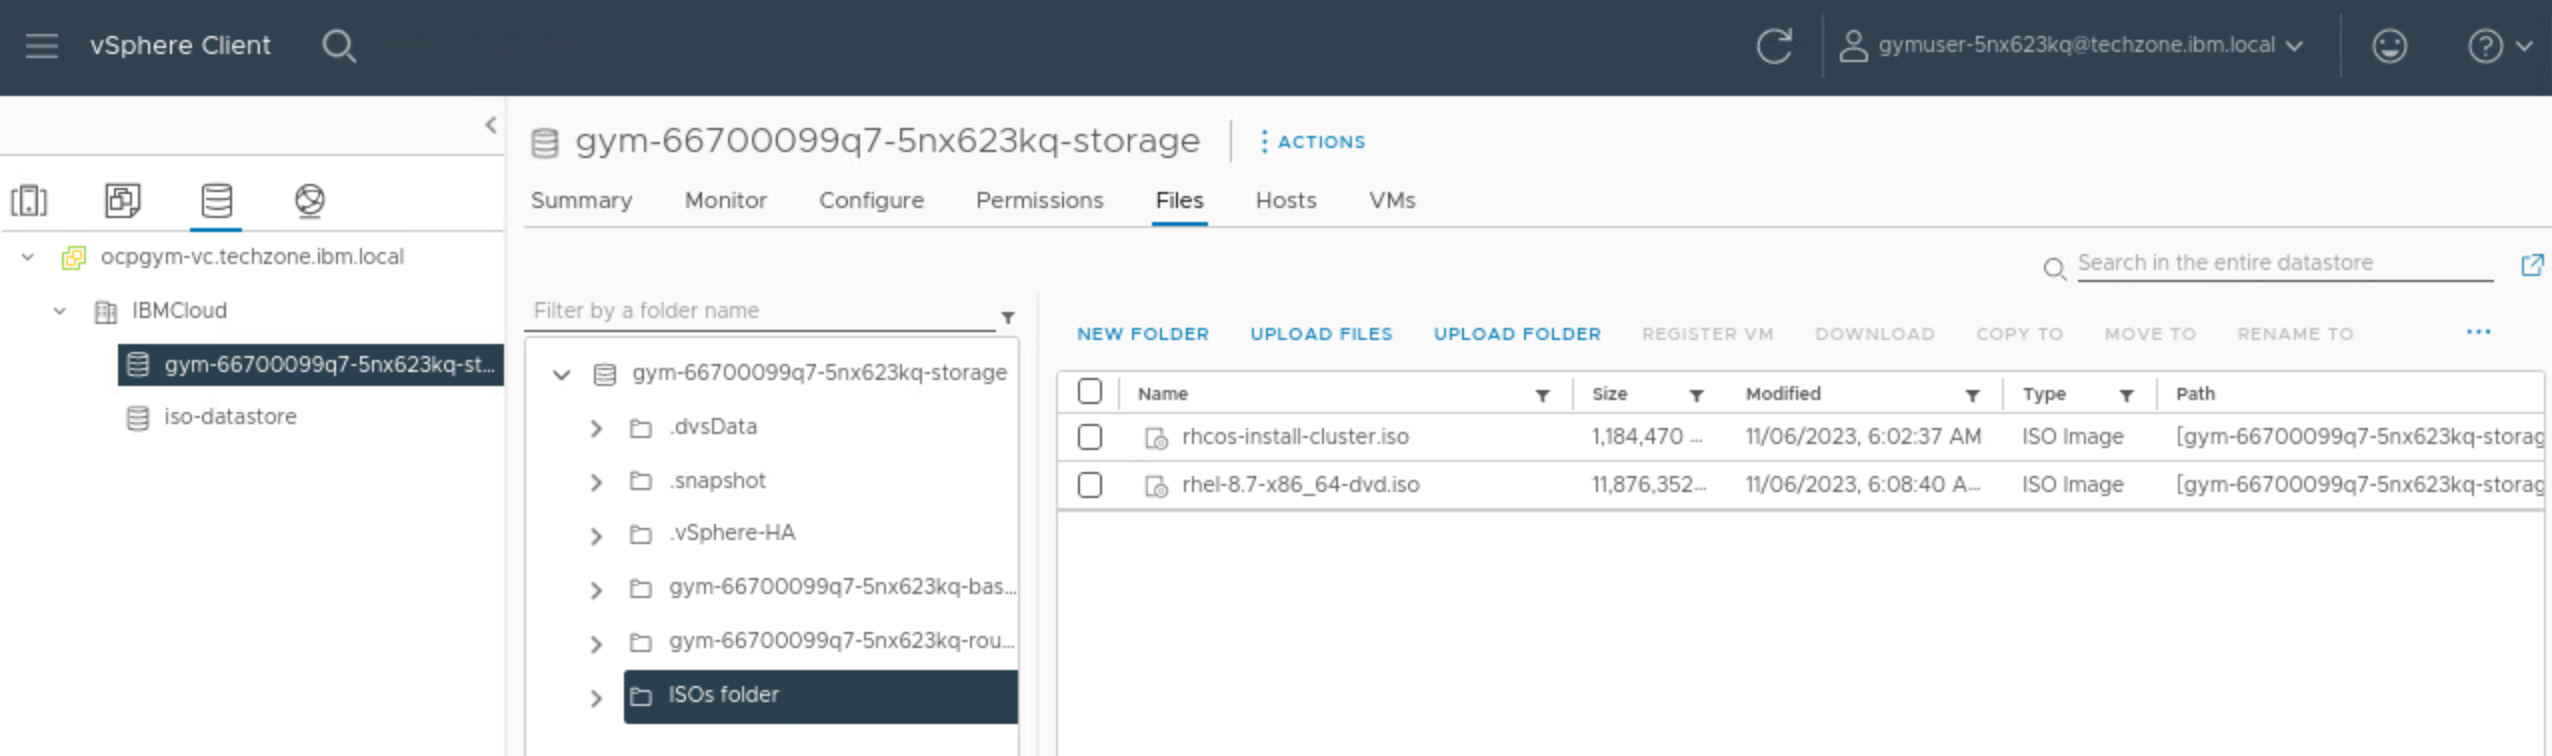 vSphere Client
gymuser-5nx623kq@techzone.ibm.local
gym-66700099q7-5nx623kq-storage
ACTIONS
Summary Monitor Configure Permissions Files Hosts VMs
ocpgym-vc.techzone.ibm.local
IBMCloud
gym-66700099q7-5nx623kq-st...
iso-datastore
Search in the entire datastore
Filter by a folder name
gym-66700099q7-5nx623kq-storage
.dvsData
.snapshot
.vSphere-HA
gym-66700099q7-5nx623kq-bas...
gym-66700099q7-5nx623kq-rou...
ISOs folder
NEW FOLDER UPLOAD FILES UPLOAD FOLDER REGISTER VM DOWNLOAD COPY TO MOVE TO RENAME TO ...
Name Size Modified Type Path
rhcos-install-cluster.iso 1,184,470 ... 11/06/2023, 6:02:37 AM ISO Image [gym-66700099q7-5nx623kq-storag
rhel-8.7-x86_64-dvd.iso 11,876,352... 11/06/2023, 6:08:40 A... ISO Image [gym-66700099q7-5nx623kq-storag